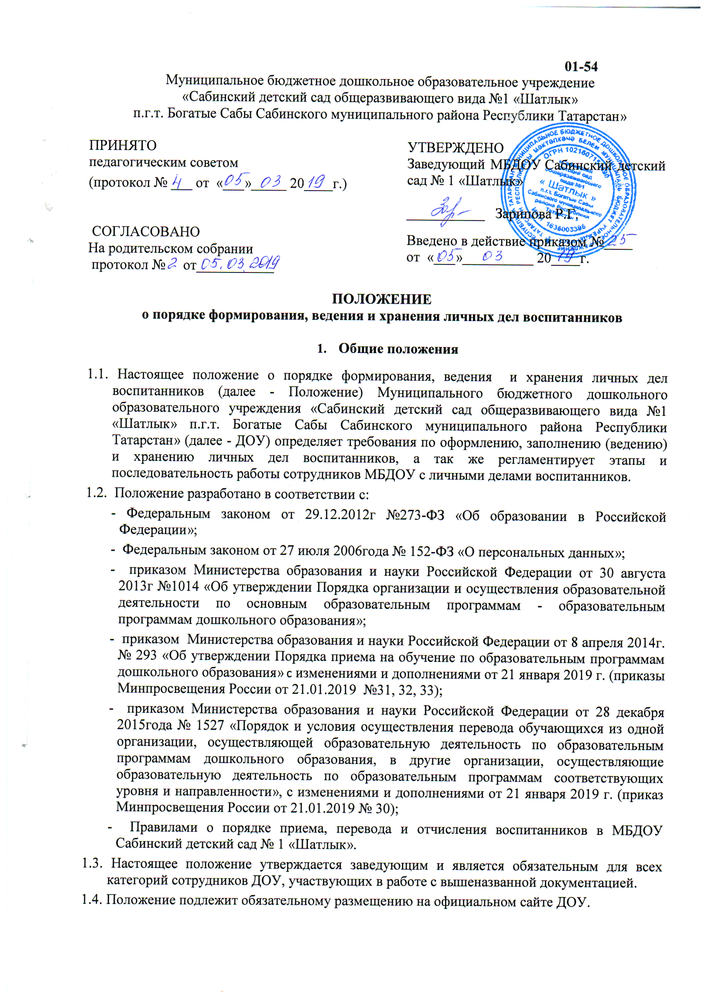 01-54
Муниципальное бюджетное дошкольное образовательное учреждение
«Сабинский детский сад общеразвивающего вида №1 «Шатлык»
п.г.т. Богатые Сабы Сабинского муниципального района Республики Татарстан»
ПРИНЯТО
педагогическим советом
(протокол № 4 от «05» 03 2019 г.)
СОГЛАСОВАНО
На родительском собрании
протокол № 2 от 05.03.2019
УТВЕРЖДЕНО
Заведующий МБДОУ Сабинский детский
сад № 1 «Шатлык»
Зарипова Р.Г.
Введено в действие приказом № 25
от «05» 03 2019 г.
« Шатлык »
п.г.т. Богатые Сабы
Сабинского муниципального
района Республики
Татарстан »
ПОЛОЖЕНИЕ
о порядке формирования, ведения и хранения личных дел воспитанников
1. Общие положения
1.1. Настоящее положение о порядке формирования, ведения и хранения личных дел
воспитанников (далее - Положение) Муниципального бюджетного дошкольного
образовательного учреждения «Сабинский детский сад общеразвивающего вида №1
«Шатлык» п.г.т. Богатые Сабы Сабинского муниципального района Республики
Татарстан» (далее - ДОУ) определяет требования по оформлению, заполнению (ведению)
и хранению личных дел воспитанников, а так же регламентирует этапы и
последовательность работы сотрудников МБДОУ с личными делами воспитанников.
1.2. Положение разработано в соответствии с:
- Федеральным законом от 29.12.2012г №273-ФЗ «Об образовании в Российской
Федерации»;
- Федеральным законом от 27 июля 2006года № 152-ФЗ «О персональных данных»;
- приказом Министерства образования и науки Российской Федерации от 30 августа
2013г №1014 «Об утверждении Порядка организации и осуществления образовательной
деятельности по основным образовательным программам - образовательным
программам дошкольного образования»;
- приказом Министерства образования и науки Российской Федерации от 8 апреля 2014г.
№ 293 «Об утверждении Порядка приема на обучение по образовательным программам
дошкольного образования» с изменениями и дополнениями от 21 января 2019 г. (приказы
Минпросвещения России от 21.01.2019 №31, 32, 33);
- приказом Министерства образования и науки Российской Федерации от 28 декабря
2015года № 1527 «Порядок и условия осуществления перевода обучающихся из одной
организации, осуществляющей образовательную деятельность по образовательным
программам дошкольного образования, в другие организации, осуществляющие
образовательную деятельность по образовательным программам соответствующих
уровня и направленности», с изменениями и дополнениями от 21 января 2019 г. (приказ
Минпросвещения России от 21.01.2019 № 30);
- Правилами о порядке приема, перевода и отчисления воспитанников в МБДОУ
Сабинский детский сад № 1 «Шатлык».
1.3. Настоящее положение утверждается заведующим и является обязательным для всех
категорий сотрудников ДОУ, участвующих в работе с вышеназванной документацией.
1.4. Положение подлежит обязательному размещению на официальном сайте ДОУ.